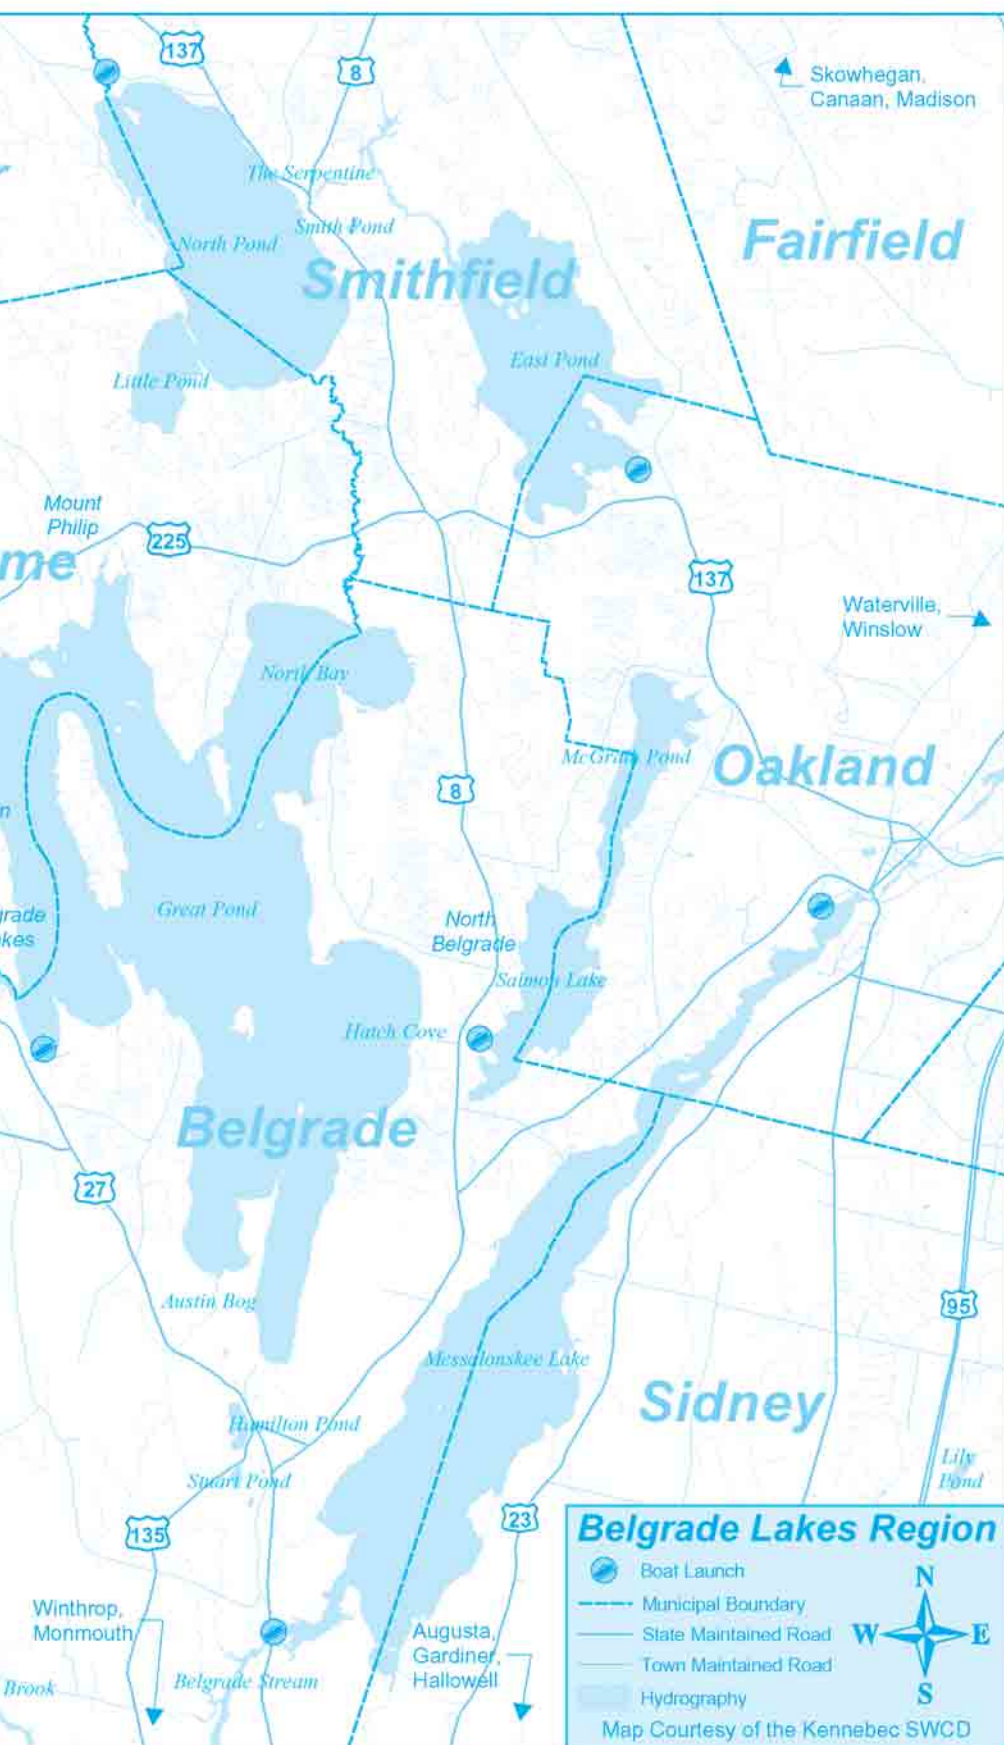 137
8
Skowhegan,
Canaan, Madison
The Serpentine
Smith Pond
North Pond
Fairfield
Smithfield
East Pond
Little Pond
Mount
Philip
225
me
137
Waterville,
Winslow
North Bay
McGrath Pond
Oakland
8
n
Great Pond
grade
kes
North
Belgrade
Salmon Lake
Hatch Cove
Belgrade
27
Austin Bog
95
Messalonskee Lake
Sidney
Hamilton Pond
Stuart Pond
Lily
Pond
135
23
Winthrop,
Monmouth
Augusta,
Gardiner,
Hallowell
Belgrade Stream
Brook
Belgrade Lakes Region
Boat Launch
Municipal Boundary
State Maintained Road
Town Maintained Road
Hydrography
N
W E
S
Map Courtesy of the Kennebec SWCD